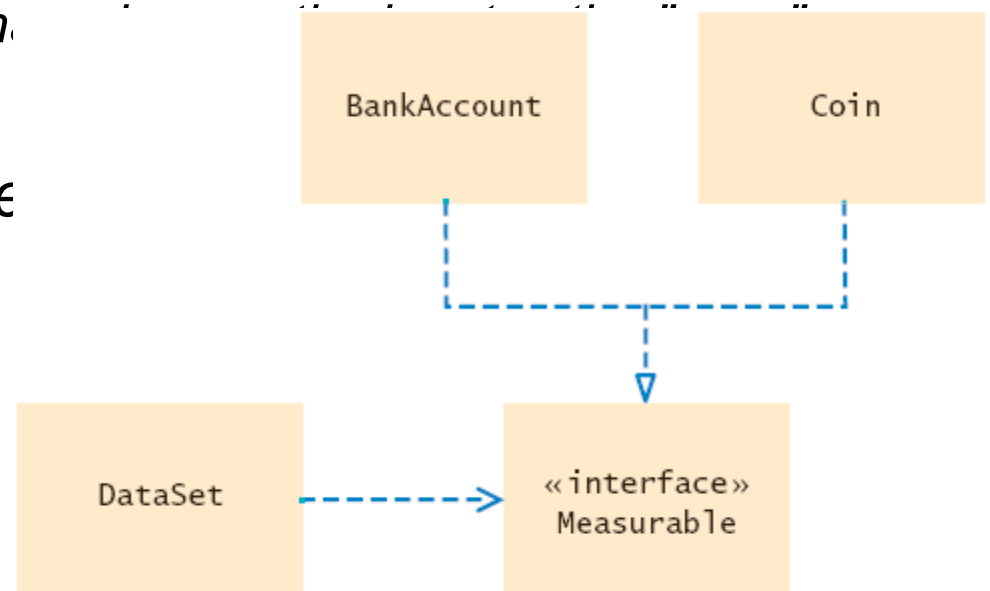 BankAccount
Coin
DataSet
«interface»
Measurable